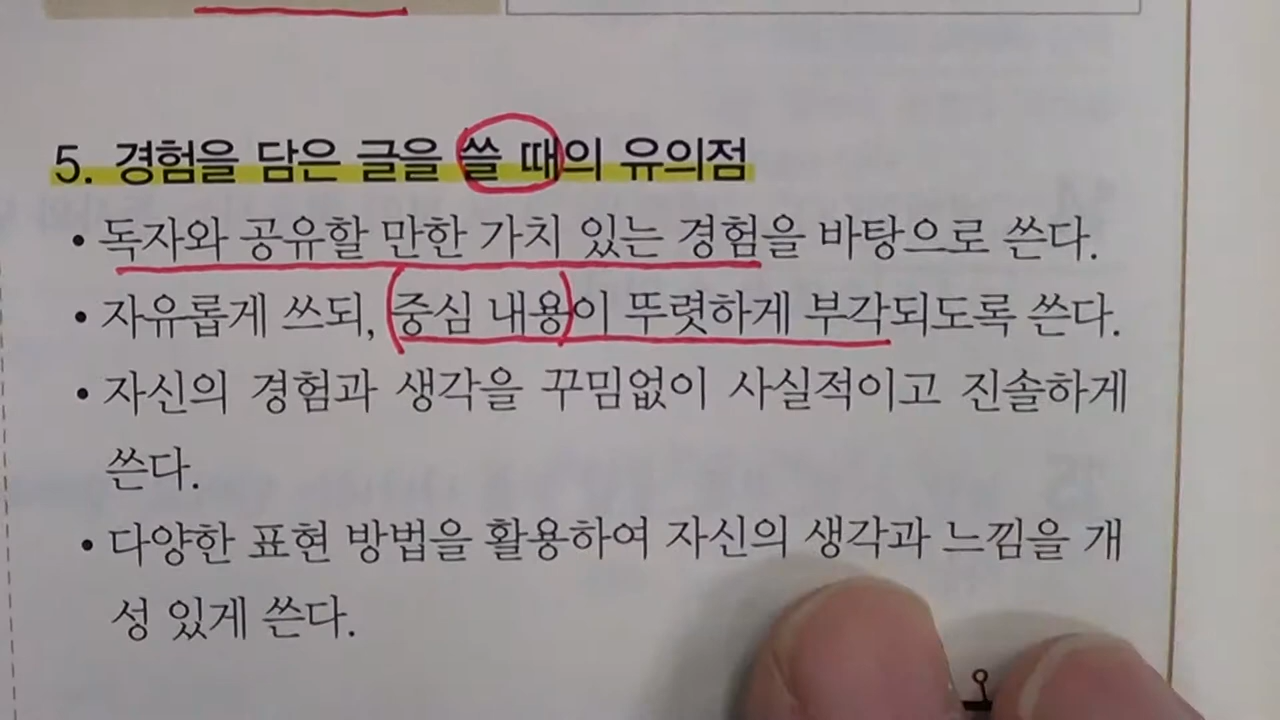 5. 경험을 담은 글을 쓸 때의 유의점
• 독자와 공유할 만한 가치 있는 경험을 바탕으로 쓴다.
• 자유롭게 쓰되, 중심 내용이 뚜렷하게 부각되도록 쓴다.
• 자신의 경험과 생각을 꾸밈없이 사실적이고 진솔하게
쓴다.
• 다양한 표현 방법을 활용하여 자신의 생각과 느낌을 개
성 있게 쓴다.